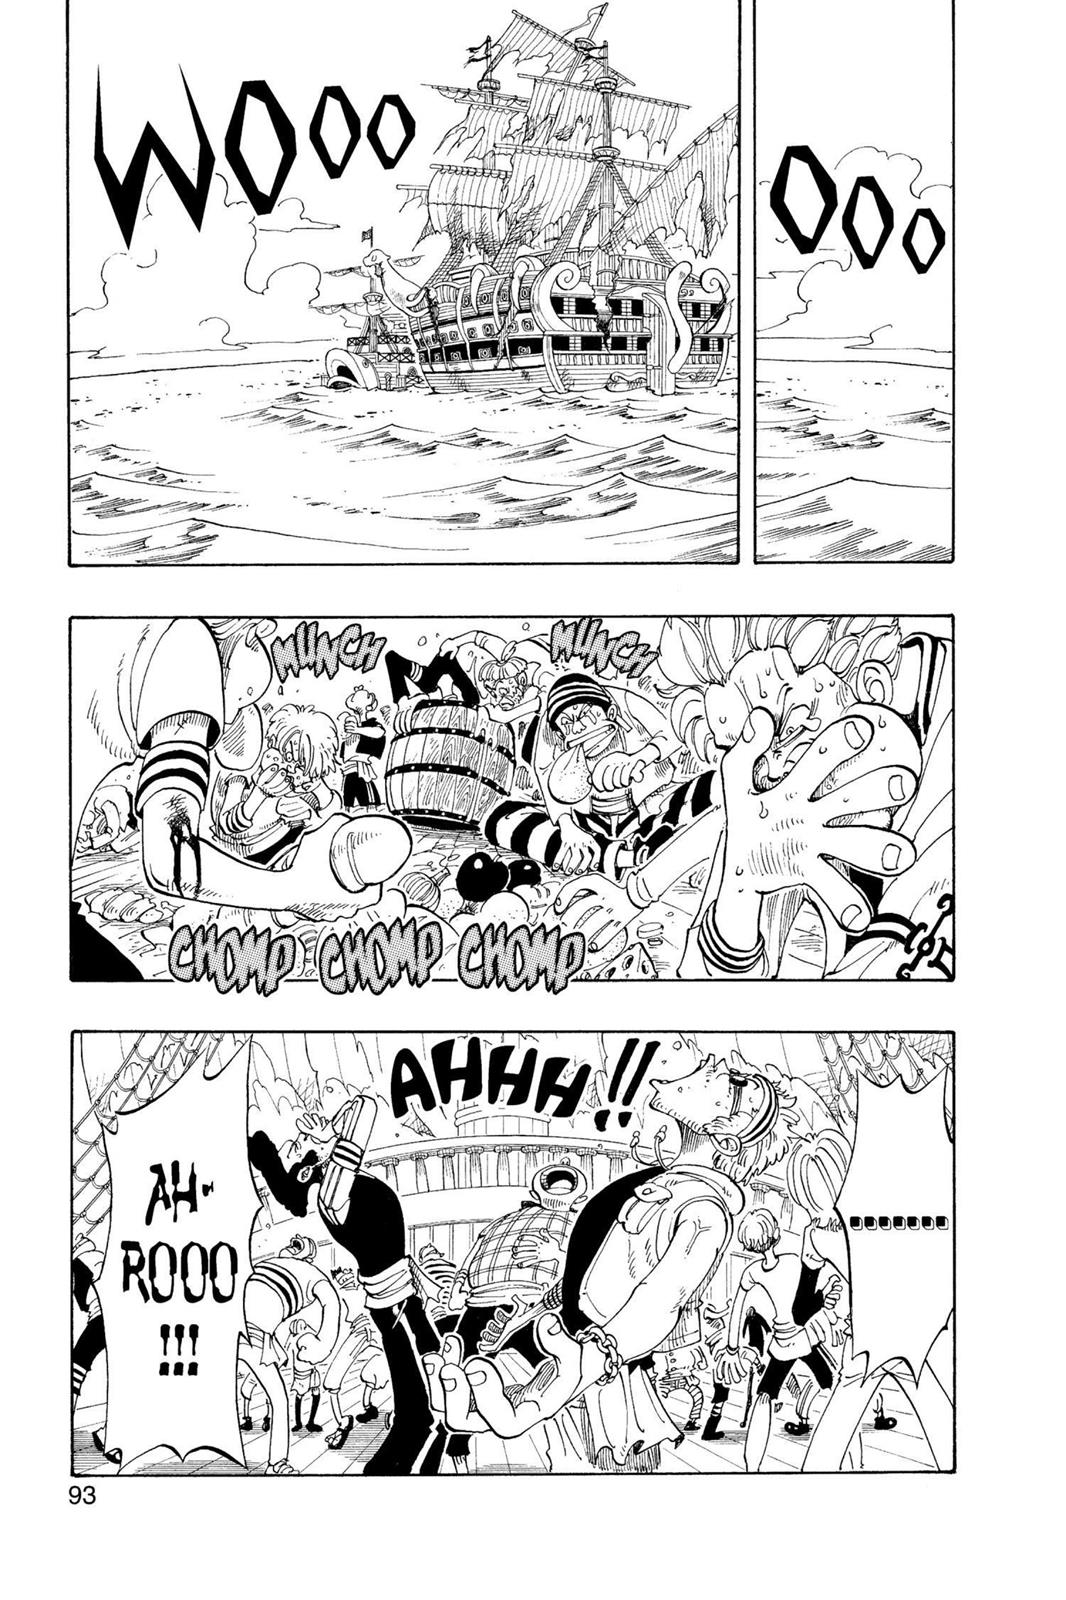 OOO
WOOO
MUNCH
MUNCH
CHOMP CHOMP CHOMP
.......
AHHH!!
AH-
ROOO
!!!
93